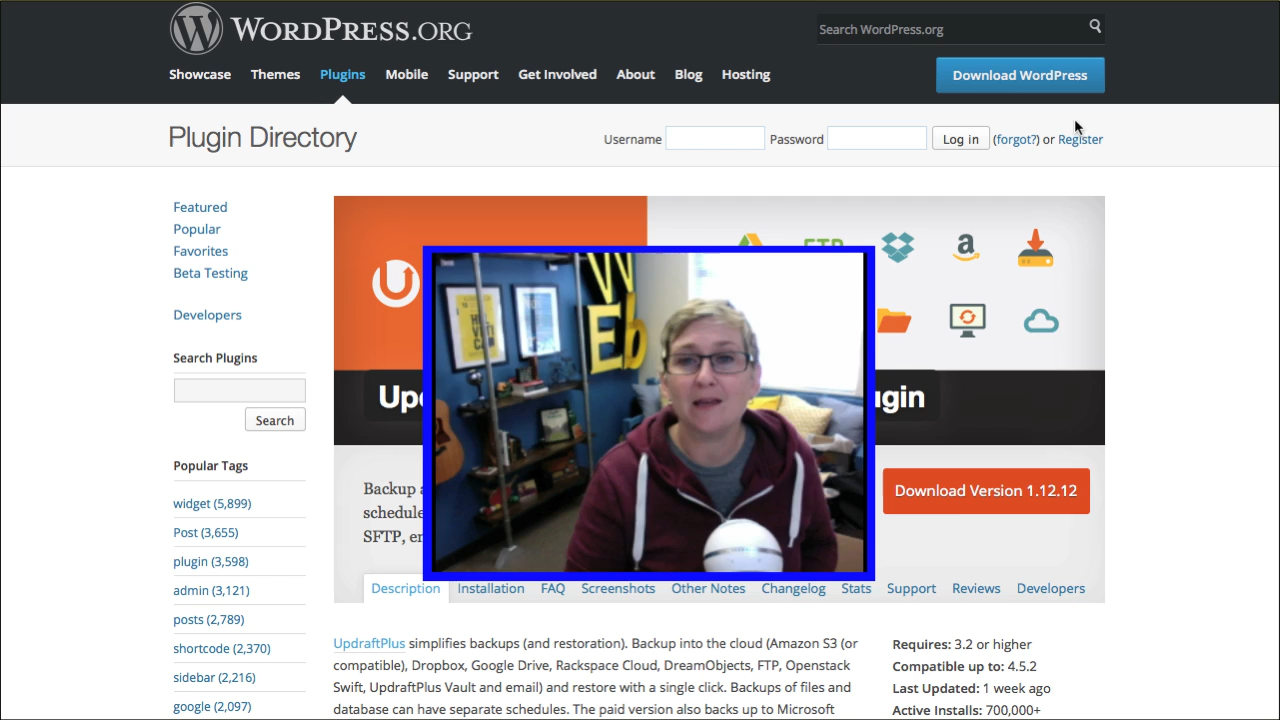 WORDPRESS.ORG
Search WordPress.org
Showcase Themes Plugins Mobile Support Get Involved About Blog Hosting
Download WordPress
Plugin Directory
Username Password Log in (forgot?) or Register
Featured
Popular
Favorites
Beta Testing
Developers
Search Plugins
Search
Popular Tags
widget (5,899)
Post (3,655)
plugin (3,598)
admin (3,121)
posts (2,789)
shortcode (2,370)
sidebar (2,216)
google (2,097)
FTP
a
WEb
Up
ugin
Backup
schedule
SFTP, e
Download Version 1.12.12
Description Installation FAQ Screenshots Other Notes Changelog Stats Support Reviews Developers
UpdraftPlus simplifies backups (and restoration). Backup into the cloud (Amazon S3 (or
compatible), Dropbox, Google Drive, Rackspace Cloud, DreamObjects, FTP, Openstack
Swift, UpdraftPlus Vault and email) and restore with a single click. Backups of files and
database can have separate schedules. The paid version also backs up to Microsoft
Requires: 3.2 or higher
Compatible up to: 4.5.2
Last Updated: 1 week ago
Active Installs: 700,000+